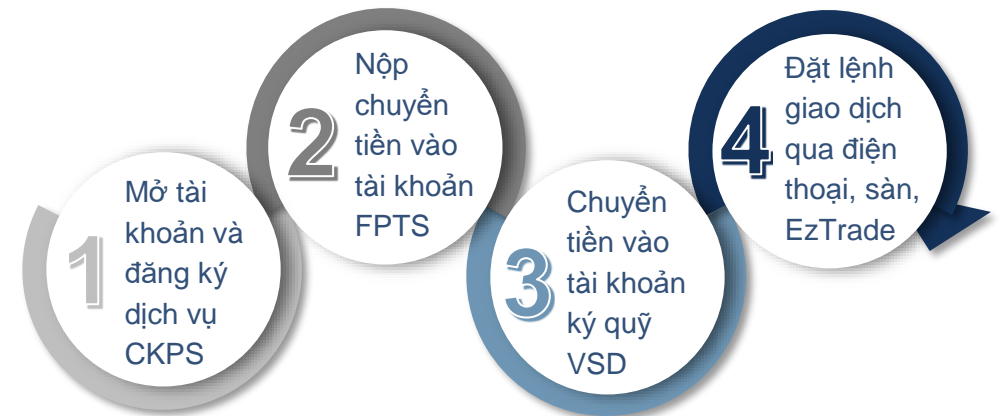 1
Mở tài
khoản và
đăng ký
dịch vụ
CKPS
2
Nộp
chuyển
tiền vào
tài khoản
FPTS
3
Chuyển
tiền vào
tài khoản
ký quỹ
VSD
4
Đặt lệnh
giao dịch
qua điện
thoại, sàn,
EzTrade